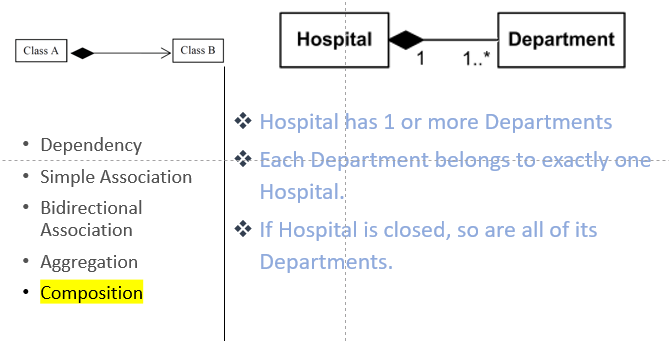 Class A
Class B
Hospital
Department
1
1..*
• Dependency
• Simple Association
• Bidirectional
Association
• Aggregation
• Composition
❖ Hospital has 1 or more Departments
❖ Each Department belongs to exactly one
Hospital.
❖ If Hospital is closed, so are all of its
Departments.